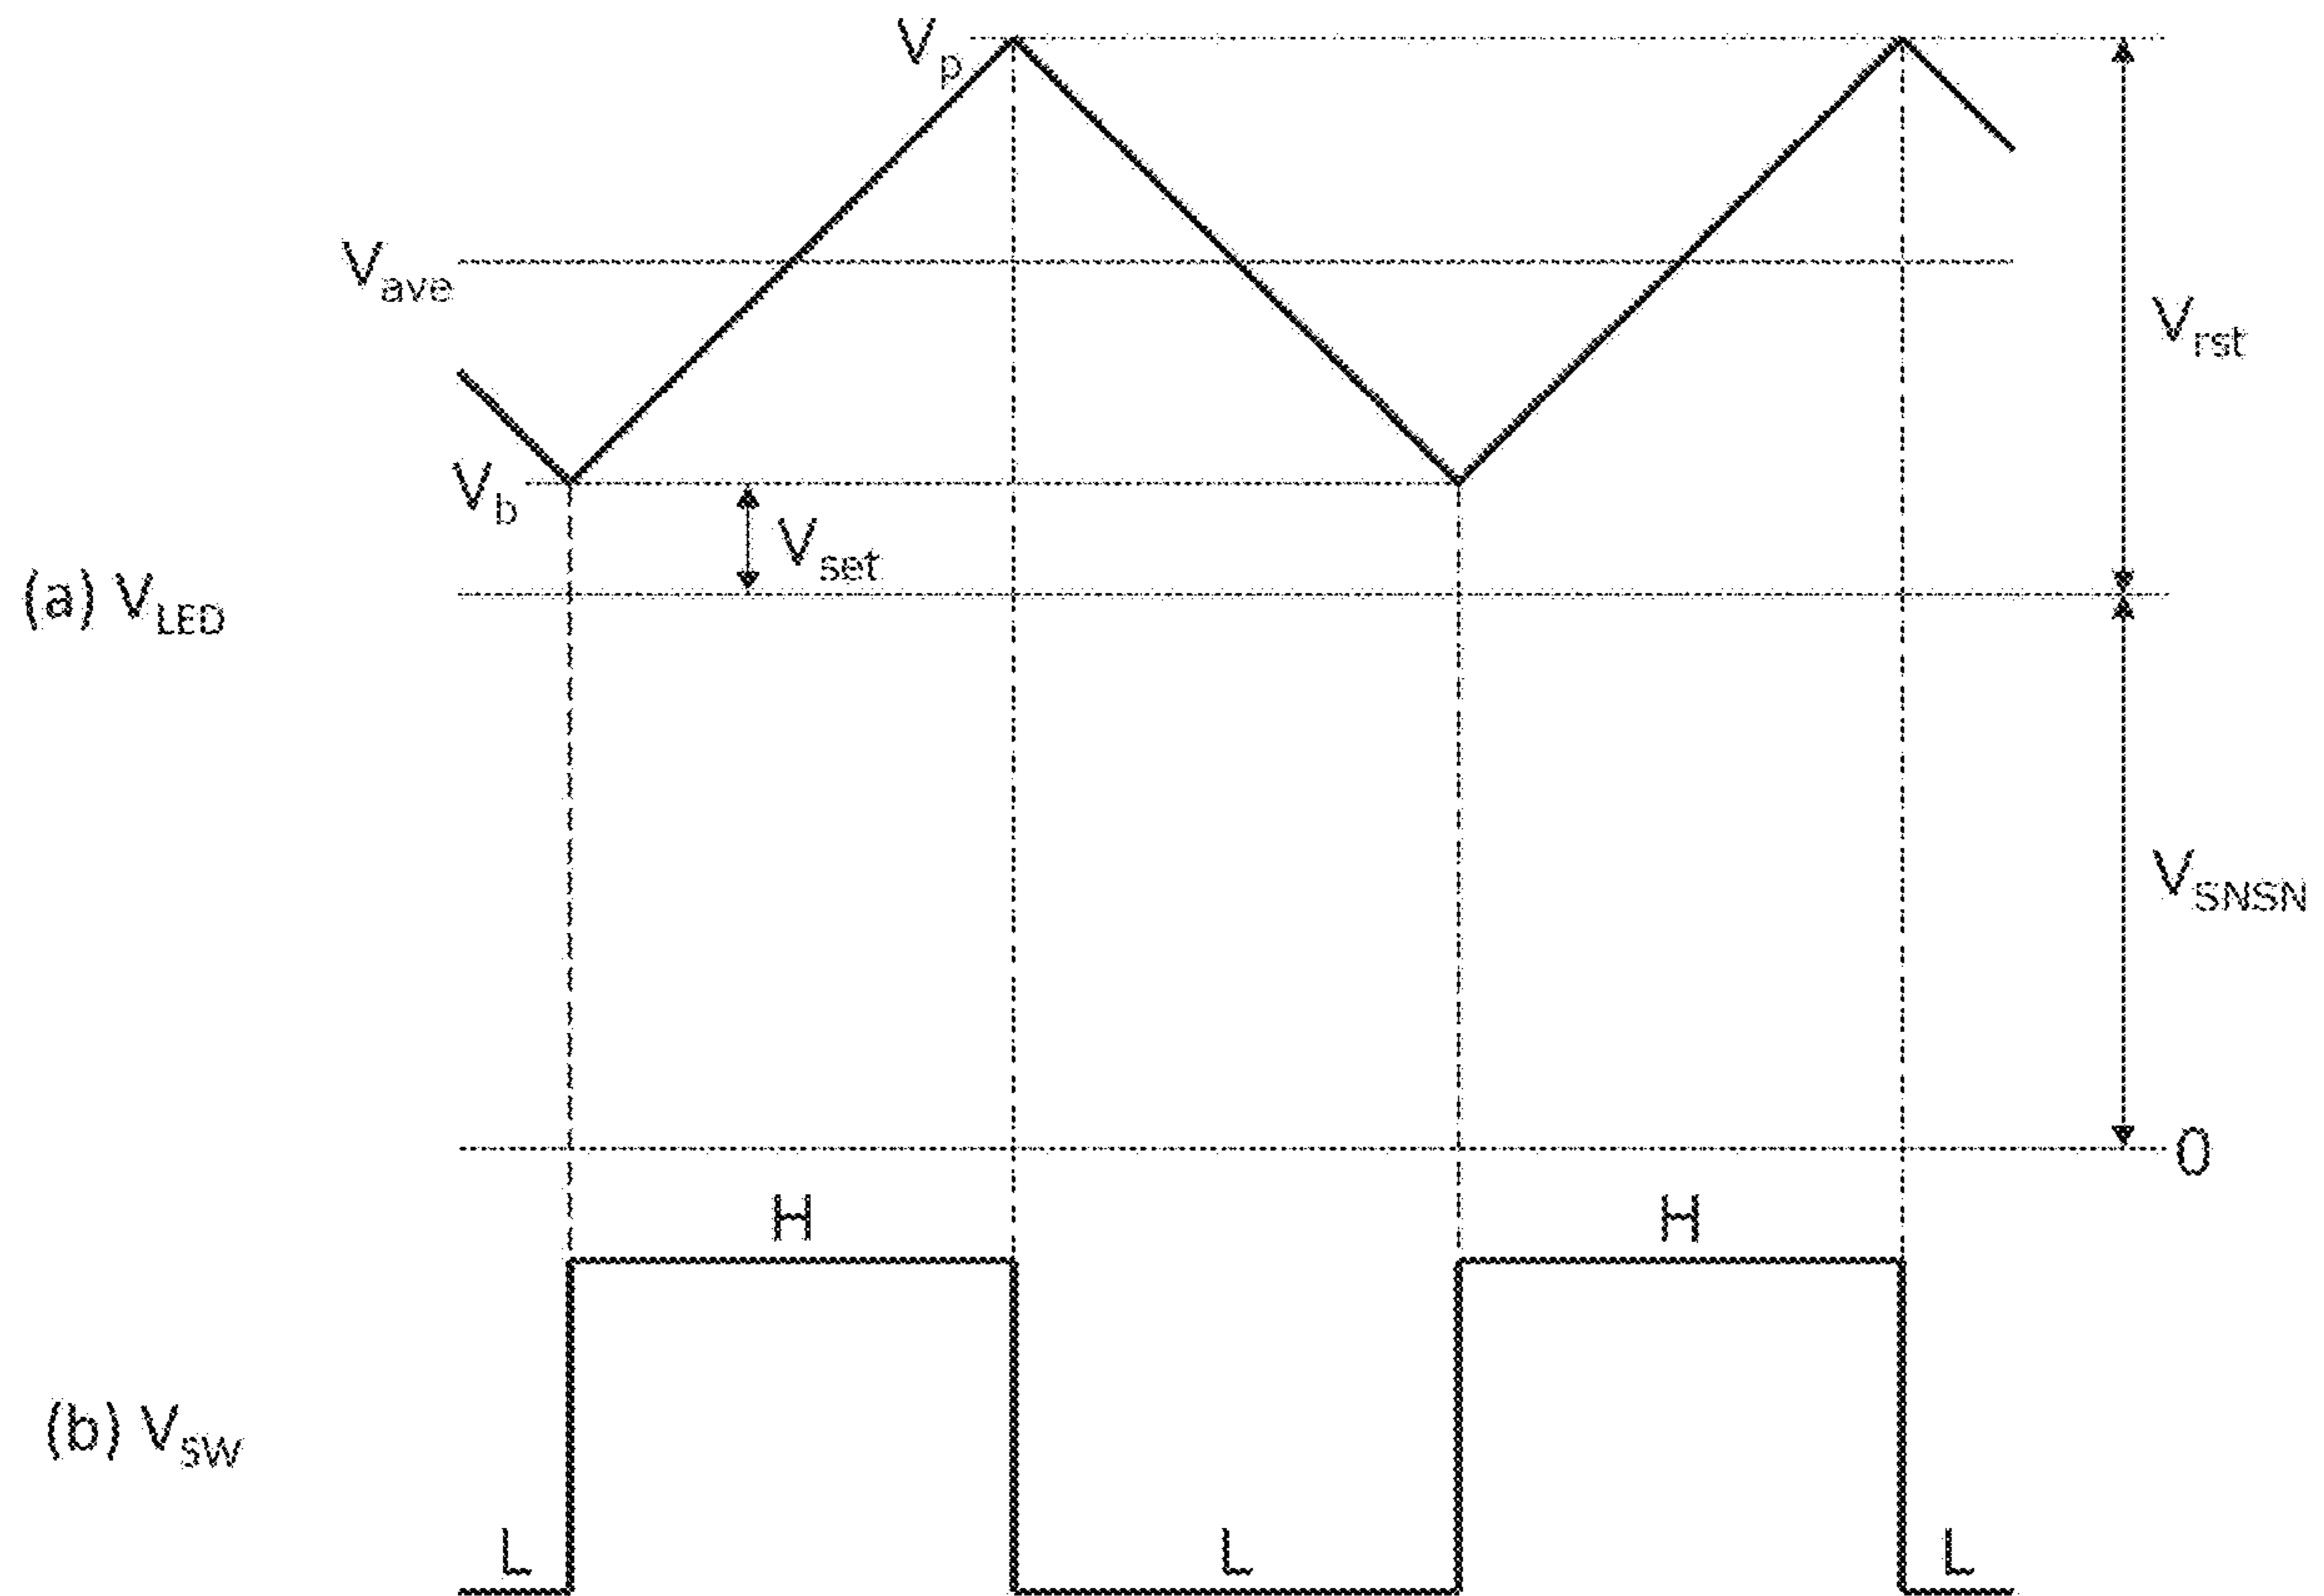 Vp
Vave
Vrst
Vb
Vset
(a) VLED
VSNSN
0
H H
(b) VSW
L L L